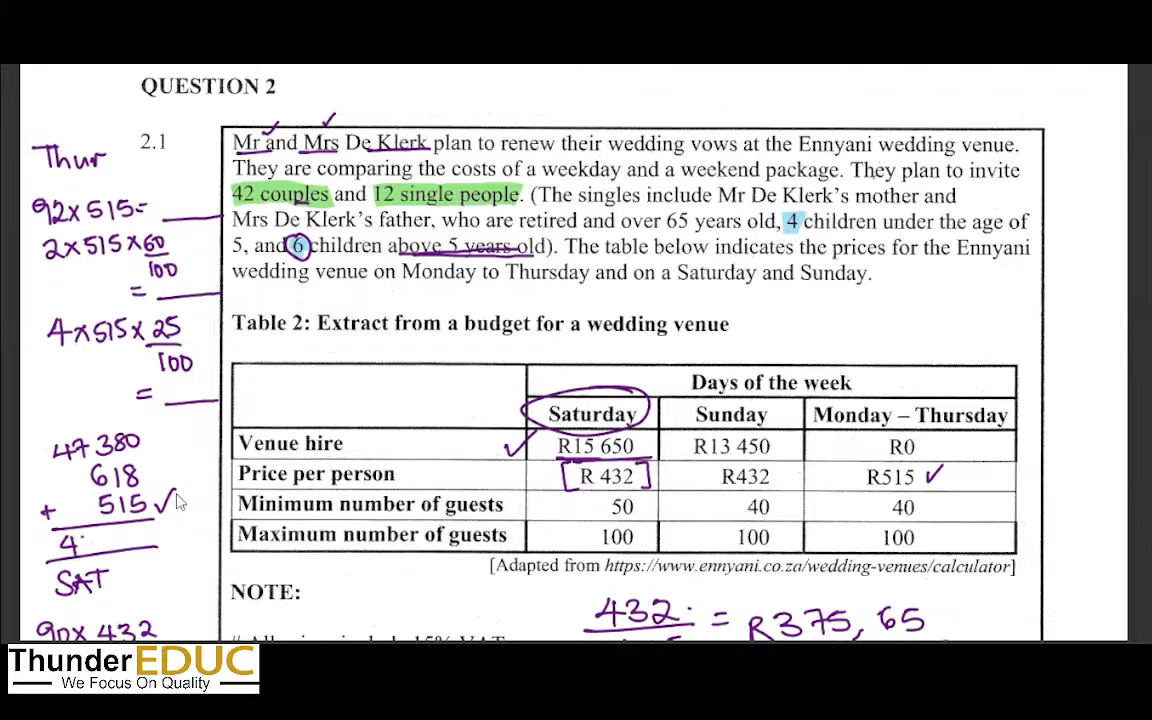 QUESTION 2
2.1
Mr and Mrs De Klerk plan to renew their wedding vows at the Ennyani wedding venue.
They are comparing the costs of a weekday and a weekend package. They plan to invite
42 couples and 12 single people. (The singles include Mr De Klerk's mother and
Mrs De Klerk's father, who are retired and over 65 years old, 4 children under the age of
5, and 6 children above 5 years old). The table below indicates the prices for the Ennyani
wedding venue on Monday to Thursday and on a Saturday and Sunday.
Thur
92 x 515 =
2 x 515 x 60
100
=
4 x 515 x 25
100
=
47 380
618
+ 515 ✓
4
SAT
90 x 432
Table 2: Extract from a budget for a wedding venue
Days of the week
Saturday Sunday Monday – Thursday
Venue hire R15 650 R13 450 R0
Price per person R 432 R432 R515 ✓
Minimum number of guests 50 40 40
Maximum number of guests 100 100 100
[Adapted from https://www.ennyani.co.za/wedding-venues/calculator]
NOTE:
432 = R375, 65
ThunderEDUC
We Focus On Quality